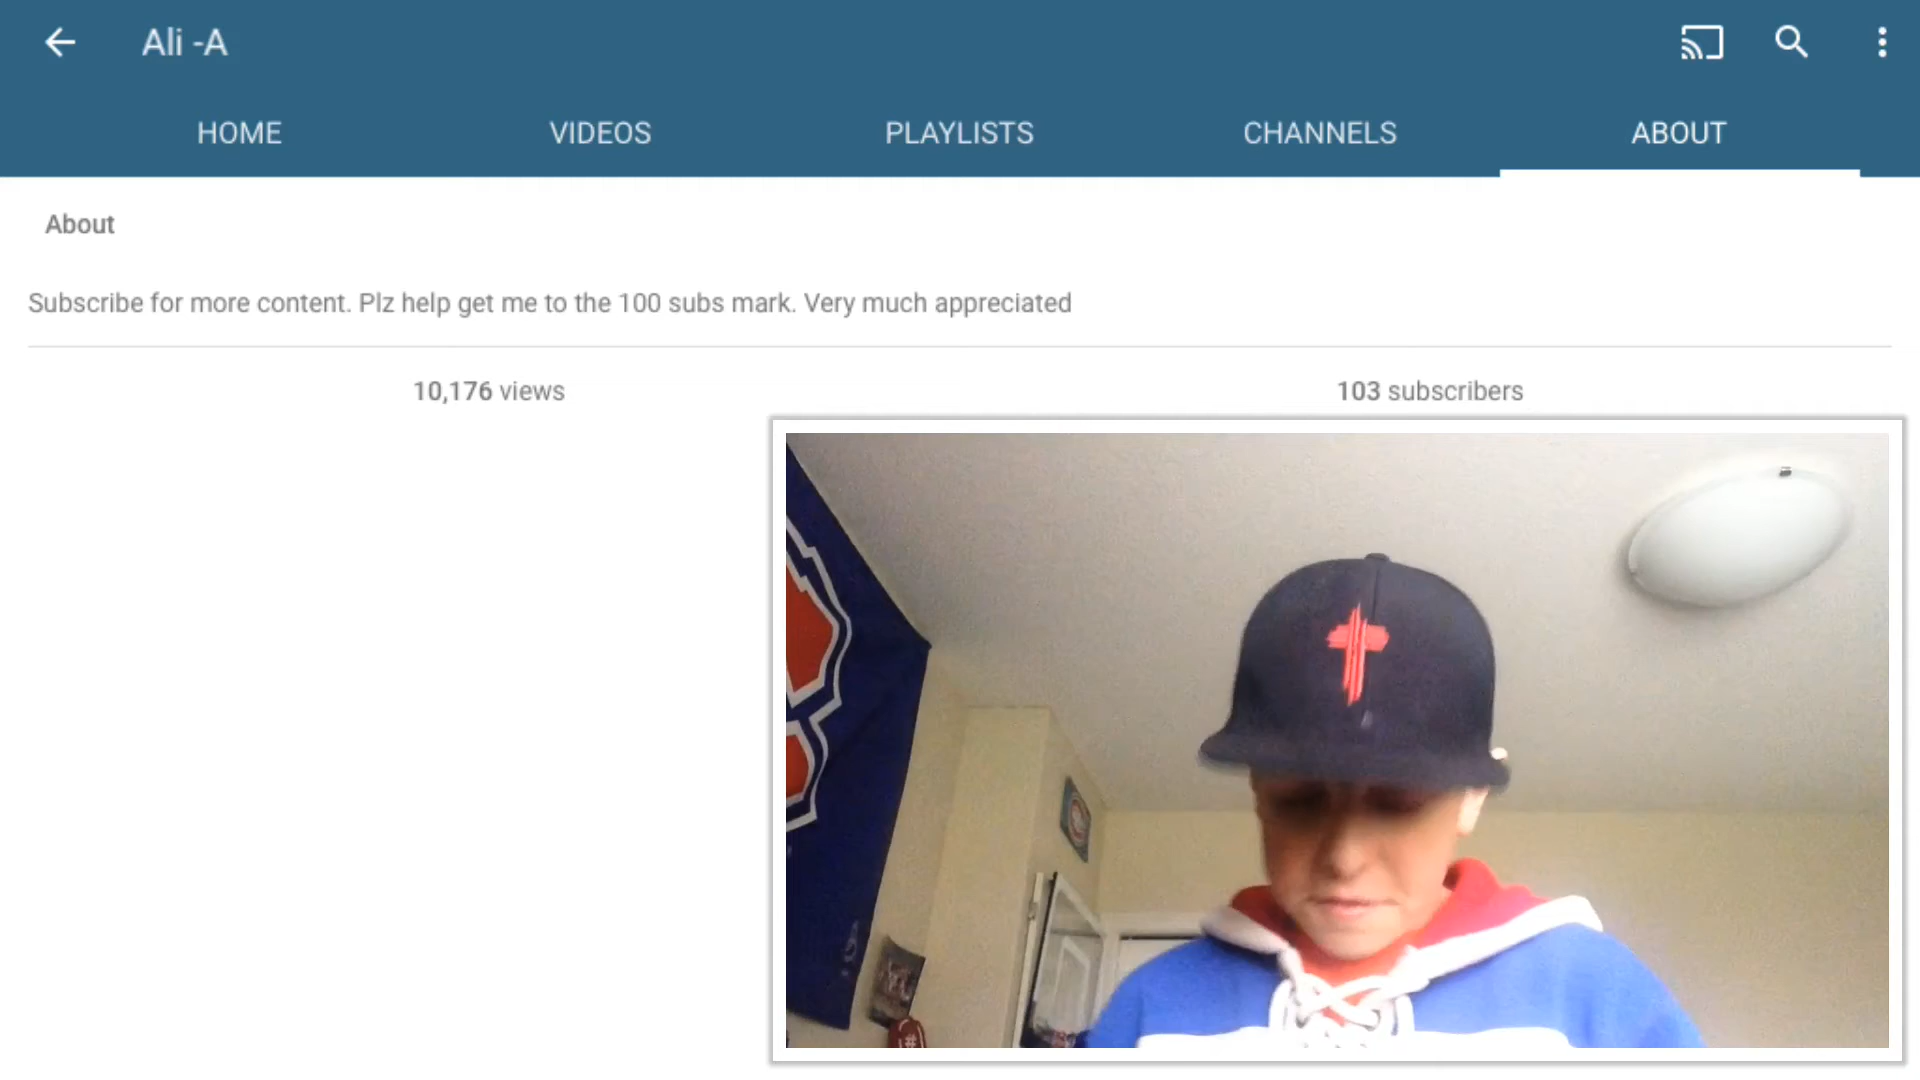 Ali -A
HOME VIDEOS PLAYLISTS CHANNELS ABOUT
About
Subscribe for more content. Plz help get me to the 100 subs mark. Very much appreciated
10,176 views 103 subscribers